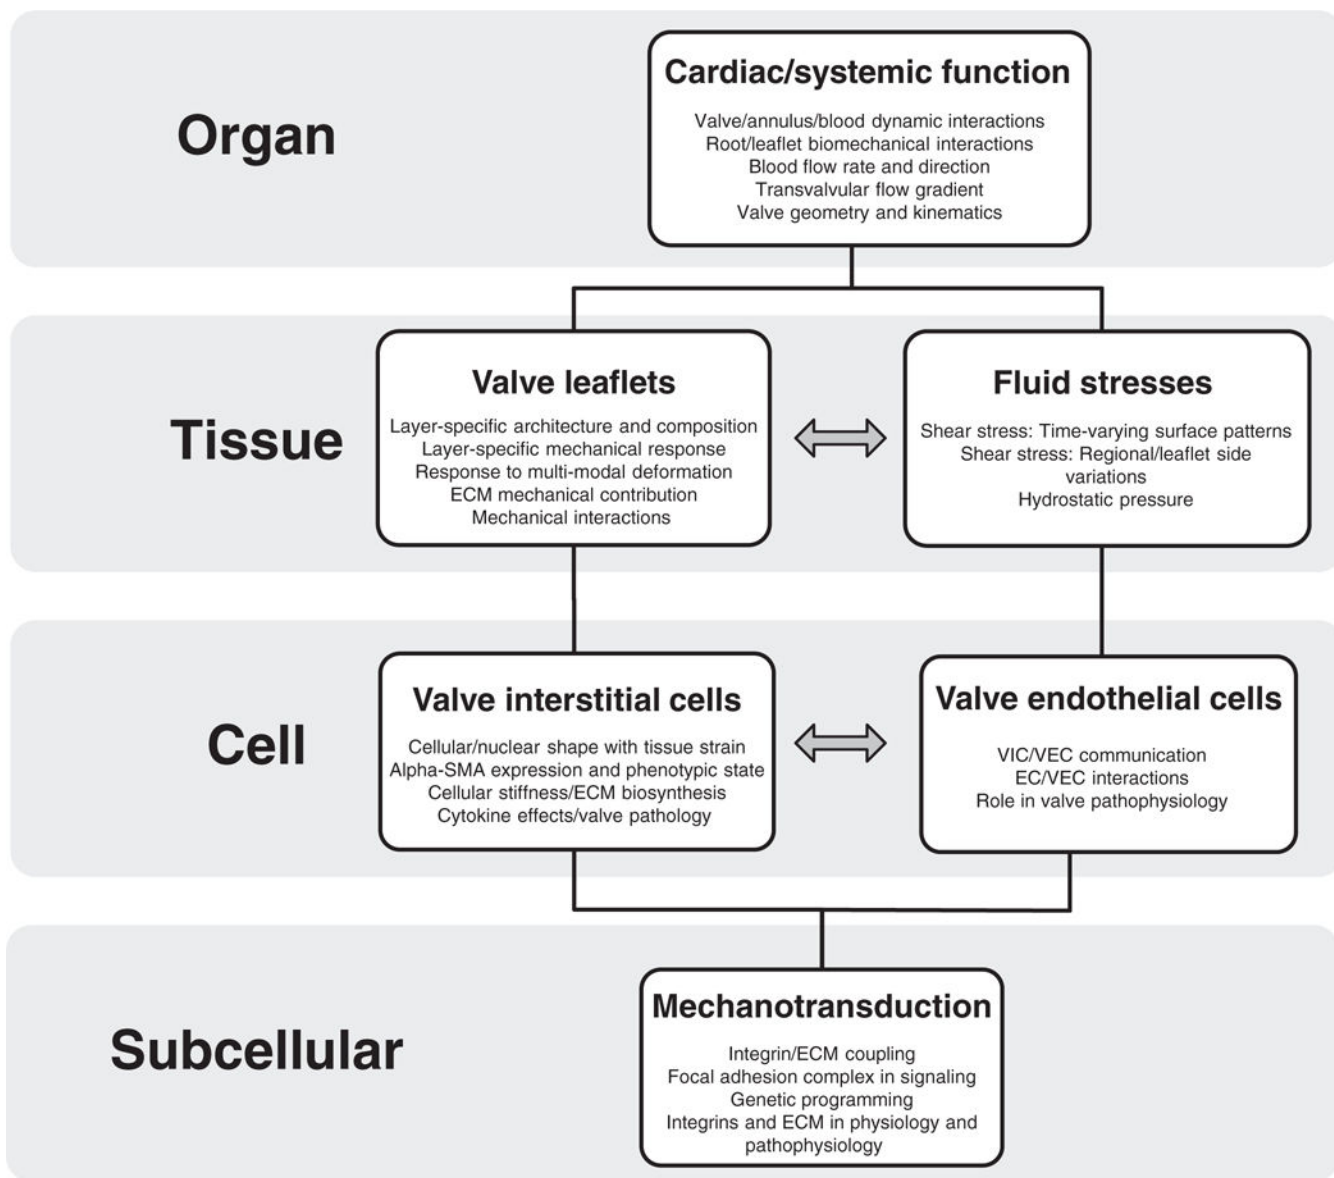 Organ
Cardiac/systemic function
Valve/annulus/blood dynamic interactions
Root/leaflet biomechanical interactions
Blood flow rate and direction
Transvalvular flow gradient
Valve geometry and kinematics
Tissue
Valve leaflets
Layer-specific architecture and composition
Layer-specific mechanical response
Response to multi-modal deformation
ECM mechanical contribution
Mechanical interactions
Fluid stresses
Shear stress: Time-varying surface patterns
Shear stress: Regional/leaflet side
variations
Hydrostatic pressure
Cell
Valve interstitial cells
Cellular/nuclear shape with tissue strain
Alpha-SMA expression and phenotypic state
Cellular stiffness/ECM biosynthesis
Cytokine effects/valve pathology
Valve endothelial cells
VIC/VEC communication
EC/VEC interactions
Role in valve pathophysiology
Subcellular
Mechanotransduction
Integrin/ECM coupling
Focal adhesion complex in signaling
Genetic programming
Integrins and ECM in physiology and
pathophysiology